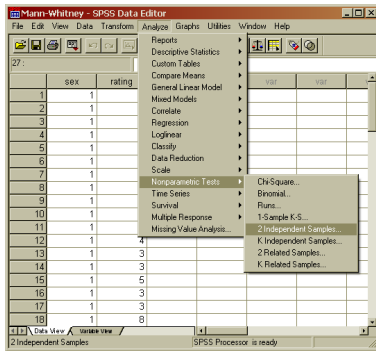 Mann-Whitney - SPSS Data Editor
File Edit View Data Transform Analyze Graphs Utilities Window Help
27 :
sex rating var var
Reports
Descriptive Statistics
Custom Tables
Compare Means
General Linear Model
Mixed Models
Correlate
Regression
Loglinear
Classify
Data Reduction
Scale
Nonparametric Tests
Time Series
Survival
Multiple Response
Missing Value Analysis...
Chi-Square...
Binomial...
Runs...
1-Sample K-S...
2 Independent Samples...
K Independent Samples...
2 Related Samples...
K Related Samples...
1 1
2 1
3 1
4 1
5 1
6 1
7 1
8 1
9 1
10 1
11 1
12 1 4
13 1 3
14 1 3
15 1 5
16 1 3
17 1 3
18 1 8
Data View Variable View
2 Independent Samples SPSS Processor is ready